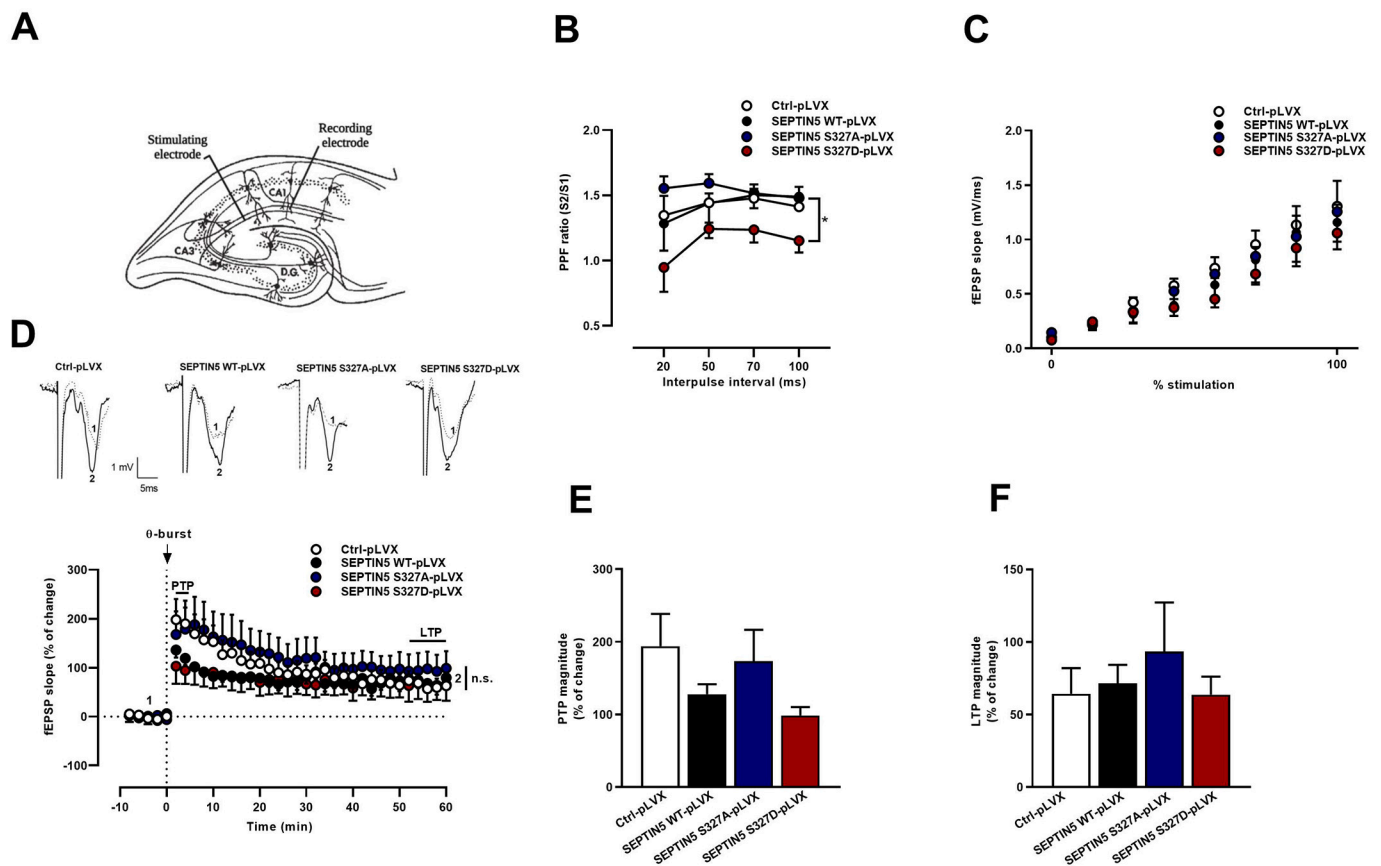 A
Stimulating
electrode
Recording
electrode
CA1
CA3
D.G.
B
Ctrl-pLVX
SEPTIN5 WT-pLVX
SEPTIN5 S327A-pLVX
SEPTIN5 S327D-pLVX
PPF ratio (S2/S1)
2.0
1.5
1.0
0.5
*
20 50 70 100
Interpulse interval (ms)
C
Ctrl-pLVX
SEPTIN5 WT-pLVX
SEPTIN5 S327A-pLVX
SEPTIN5 S327D-pLVX
fEPSP slope (mV/ms)
2.0
1.5
1.0
0.5
0.0
0 100
% stimulation
D
Ctrl-pLVX SEPTIN5 WT-pLVX SEPTIN5 S327A-pLVX SEPTIN5 S327D-pLVX
1 1 1 1
2 2 2 2
1 mV
5ms
θ-burst
Ctrl-pLVX
SEPTIN5 WT-pLVX
SEPTIN5 S327A-pLVX
SEPTIN5 S327D-pLVX
fEPSP slope (% of change)
300
200
100
0
-100
PTP
LTP
1
2 n.s.
-10 0 10 20 30 40 50 60
Time (min)
E
PTP magnitude
(% of change)
300
200
100
0
Ctrl-pLVX
SEPTIN5 WT-pLVX
SEPTIN5 S327A-pLVX
SEPTIN5 S327D-pLVX
F
LTP magnitude
(% of change)
150
100
50
0
Ctrl-pLVX
SEPTIN5 WT-pLVX
SEPTIN5 S327A-pLVX
SEPTIN5 S327D-pLVX